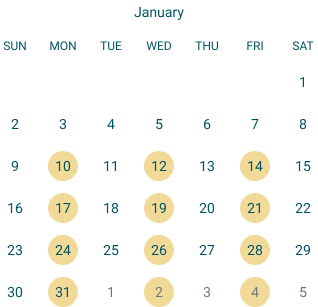 January
SUN MON TUE WED THU FRI SAT
1
2 3 4 5 6 7 8
9 10 11 12 13 14 15
16 17 18 19 20 21 22
23 24 25 26 27 28 29
30 31 1 2 3 4 5